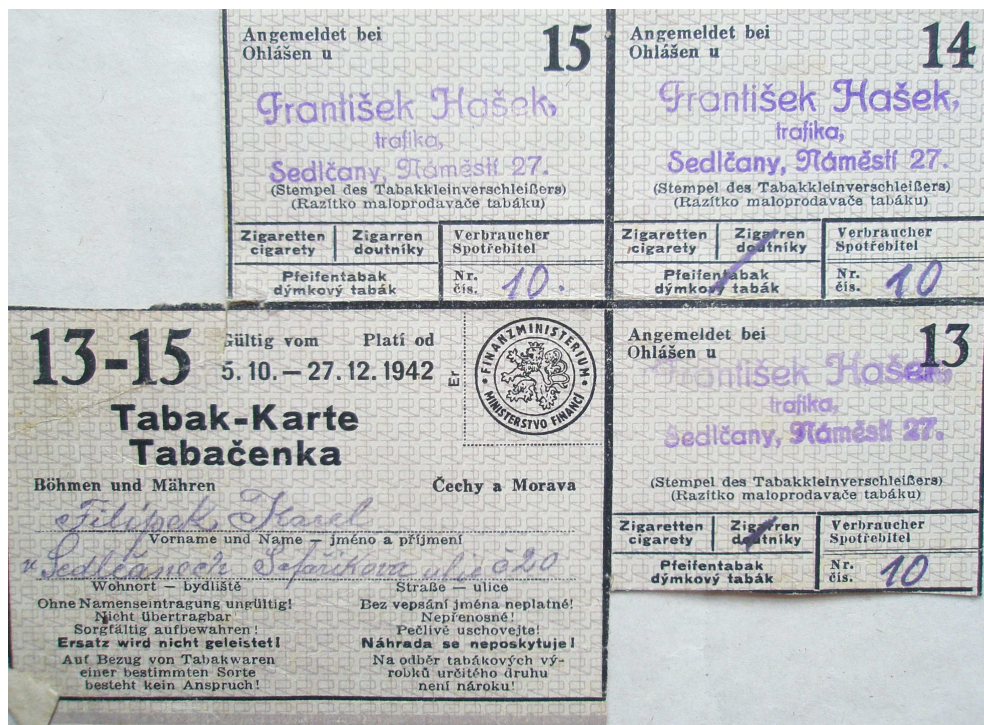 Angemeldet bei
Ohlášen u
15
František Hašek,
trafika,
Sedlčany, Náměstí 27.
(Stempel des Tabakkleinverschleißers)
(Razítko maloprodavače tabáku)
Zigaretten
cigarety
Zigarren
doutníky
Pfeifentabak
dýmkový tabák
Verbraucher
Spotřebitel
Nr.
čís. 10.
Angemeldet bei
Ohlášen u
14
František Hašek,
trafika,
Sedlčany, Náměstí 27.
(Stempel des Tabakkleinverschleißers)
(Razítko maloprodavače tabáku)
Zigaretten
cigarety
Zigarren
doutníky
Pfeifentabak
dýmkový tabák
Verbraucher
Spotřebitel
Nr.
čís. 10
13-15
Gültig vom Platí od
5. 10. — 27. 12. 1942
Er
FINANZMINISTERIUM
MINISTERSTVO FINANCÍ
Tabak-Karte
Tabačenka
Böhmen und Mähren Čechy a Morava
Filípek Karel
Vorname und Name — jméno a příjmení
v Sedlčanech Šafaříkova ulic č 20
Wohnort — bydliště Straße — ulice
Ohne Namenseintragung ungültig!
Nicht übertragbar
Sorgfältig aufbewahren!
Ersatz wird nicht geleistet!
Auf Bezug von Tabakwaren
einer bestimmten Sorte
besteht kein Anspruch!
Bez vepsání jména neplatné!
Nepřenosné!
Pečlivě uschovejte!
Náhrada se neposkytuje!
Na odběr tabákových vý-
robků určitého druhu
není nároku!
Angemeldet bei
Ohlášen u
13
František Hašek,
trafika,
Sedlčany, Náměstí 27.
(Stempel des Tabakkleinverschleißers)
(Razítko maloprodavače tabáku)
Zigaretten
cigarety
Zigarren
doutníky
Pfeifentabak
dýmkový tabák
Verbraucher
Spotřebitel
Nr.
čís. 10